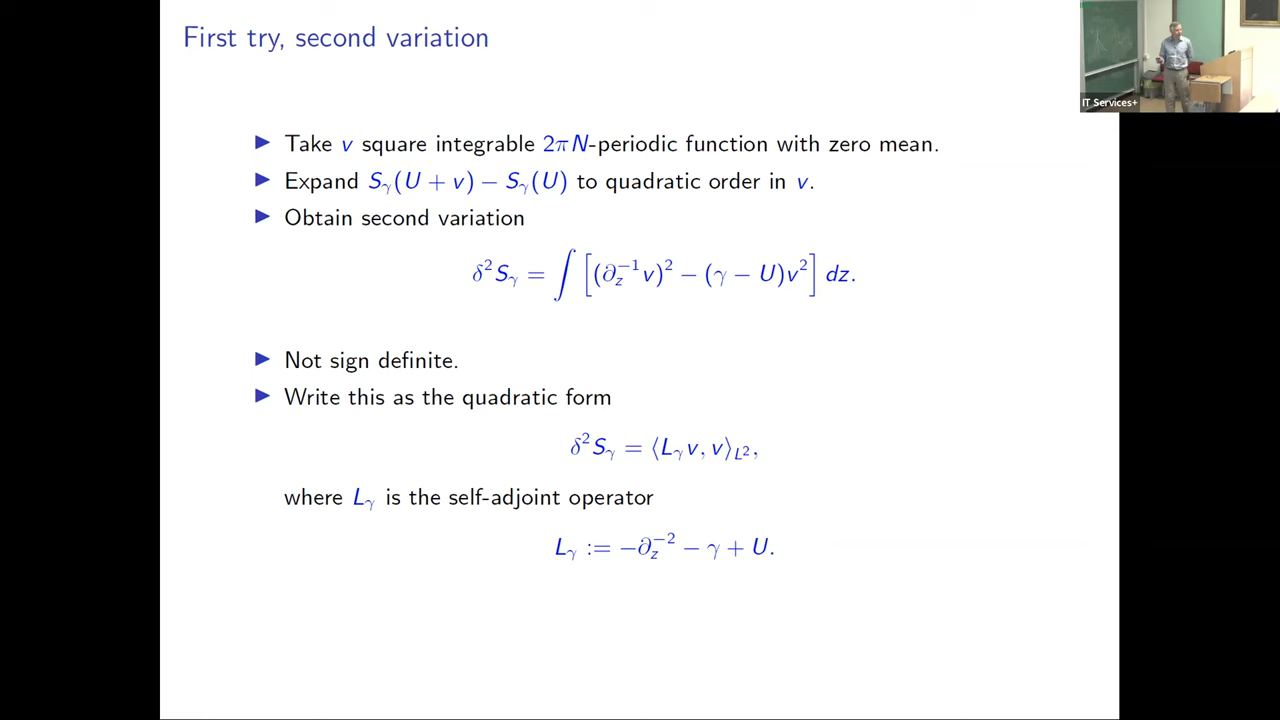 First try, second variation
▶ Take v square integrable 2πN-periodic function with zero mean.
▶ Expand S_γ(U + v) − S_γ(U) to quadratic order in v.
▶ Obtain second variation
δ²S_γ = ∫ [(∂_z^{−1}v)² − (γ − U)v²] dz.
▶ Not sign definite.
▶ Write this as the quadratic form
δ²S_γ = ⟨L_γ v, v⟩_{L²},
where L_γ is the self-adjoint operator
L_γ := −∂_z^{−2} − γ + U.
IT Services+